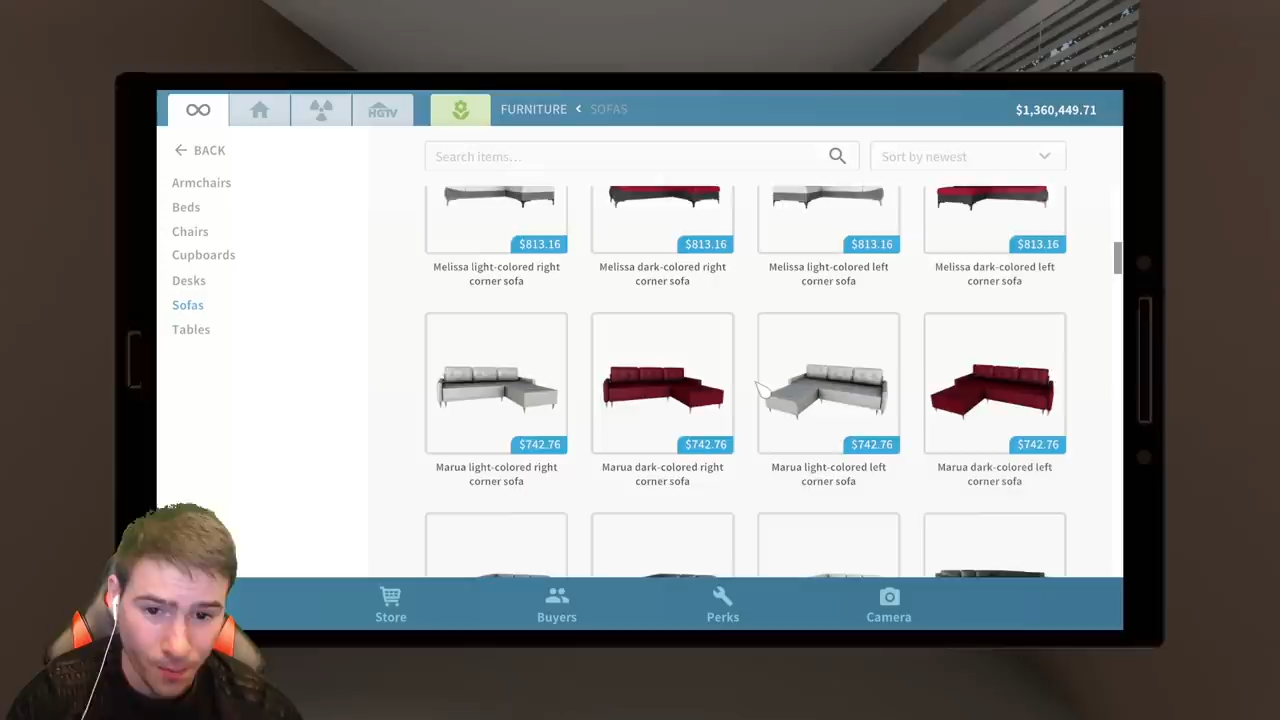 HGTV
FURNITURE < SOFAS
$1,360,449.71
BACK
Search items...
Sort by newest
Armchairs
Beds
Chairs
Cupboards
Desks
Sofas
Tables
$813.16
$813.16
$813.16
$813.16
Melissa light-colored right
corner sofa
Melissa dark-colored right
corner sofa
Melissa light-colored left
corner sofa
Melissa dark-colored left
corner sofa
$742.76
$742.76
$742.76
$742.76
Marua light-colored right
corner sofa
Marua dark-colored right
corner sofa
Marua light-colored left
corner sofa
Marua dark-colored left
corner sofa
Store
Buyers
Perks
Camera